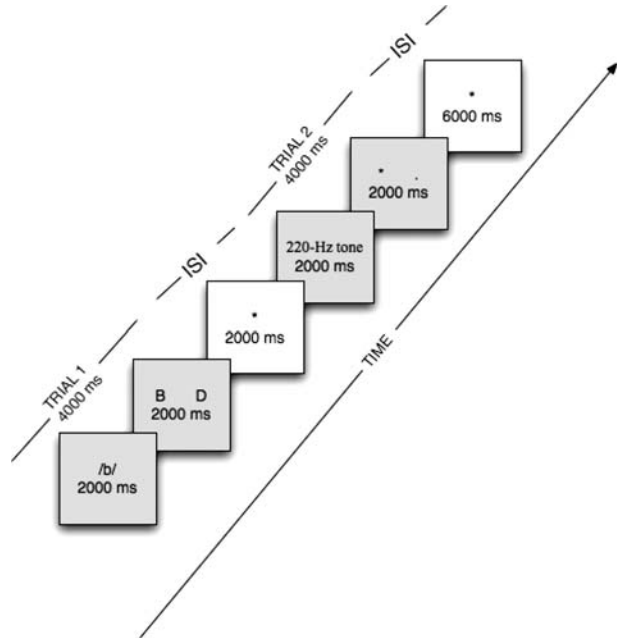 ISI
*
6000 ms
TRIAL 2
4000 ms
* .
2000 ms
ISI
220-Hz tone
2000 ms
*
2000 ms
TIME
TRIAL 1
4000 ms
B D
2000 ms
/b/
2000 ms